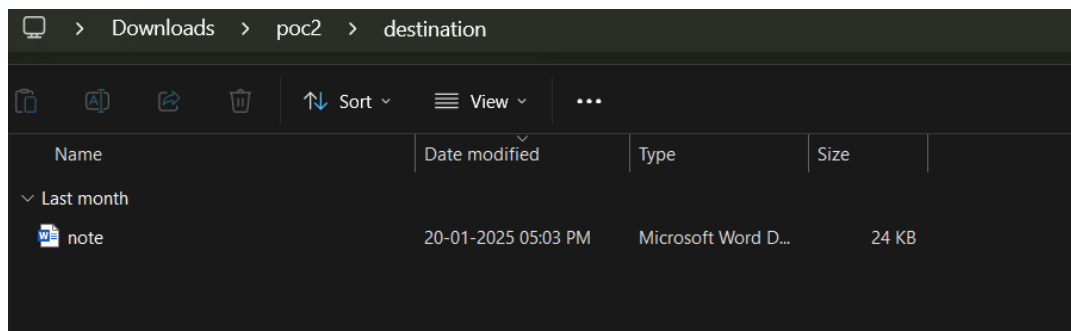 Downloads > poc2 > destination
Sort View
Name Date modified Type Size
Last month
note 20-01-2025 05:03 PM Microsoft Word D... 24 KB